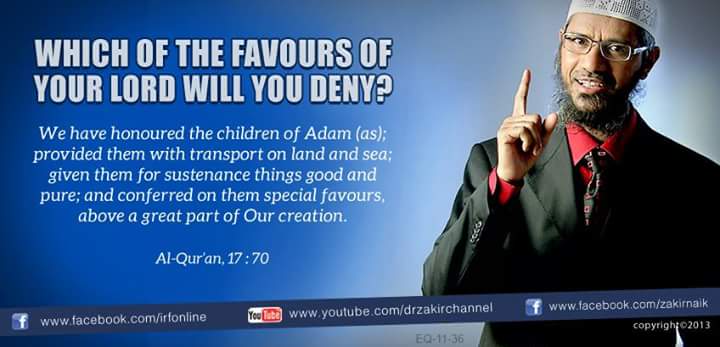 WHICH OF THE FAVOURS OF
YOUR LORD WILL YOU DENY?
We have honoured the children of Adam (as);
provided them with transport on land and sea;
given them for sustenance things good and
pure; and conferred on them special favours,
above a great part of Our creation.
Al-Qur'an, 17 : 70
f www.facebook.com/irfonline
You Tube www.youtube.com/drzakirchannel
f www.facebook.com/zakirnaik
copyright©2013
EQ-11-36